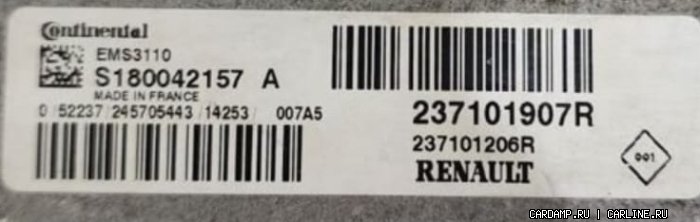 Continental
EMS3110
S180042157 A
MADE IN FRANCE
0 /52237/ 245705443 / 14253/ 007A5
237101907R
237101206R
RENAULT
001
CARDAMP.RU | CARLINE.RU